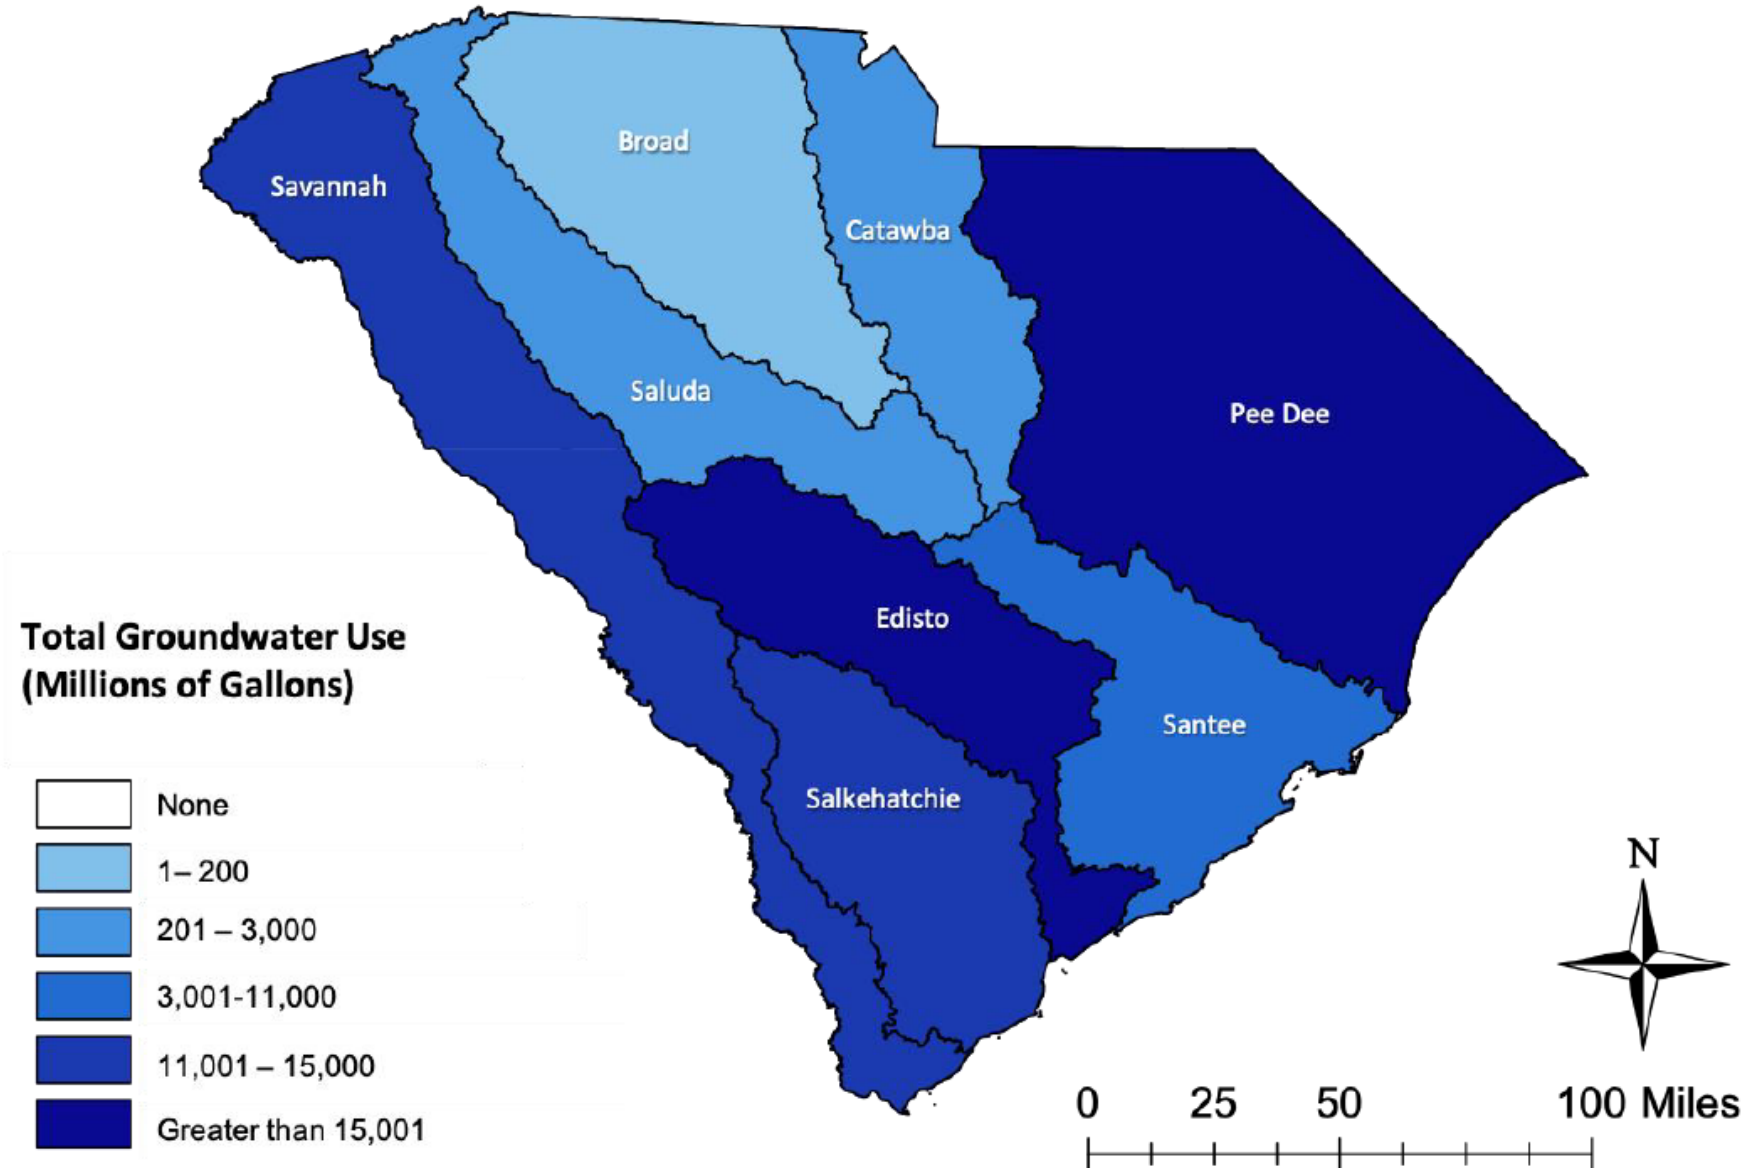 Broad
Savannah
Catawba
Saluda
Pee Dee
Edisto
Santee
Salkehatchie
Total Groundwater Use
(Millions of Gallons)
None
1– 200
201 – 3,000
3,001-11,000
11,001 – 15,000
Greater than 15,001
N
0 25 50 100 Miles